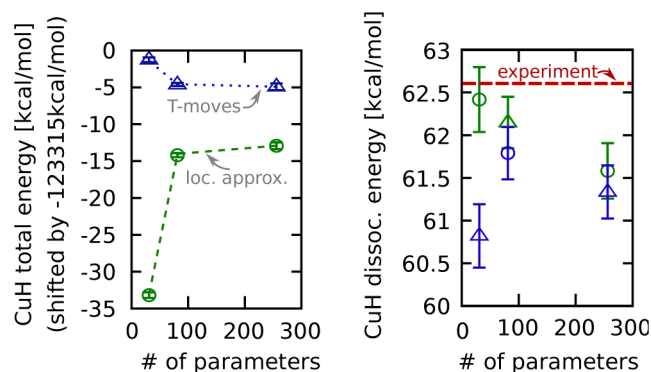 CuH total energy [kcal/mol]
(shifted by -123315kcal/mol)
0
-5
-10
-15
-20
-25
-30
-35
T-moves
loc. approx.
0 100 200 300
# of parameters
CuH dissoc. energy [kcal/mol]
63
62.5
62
61.5
61
60.5
60
experiment
0 100 200 300
# of parameters